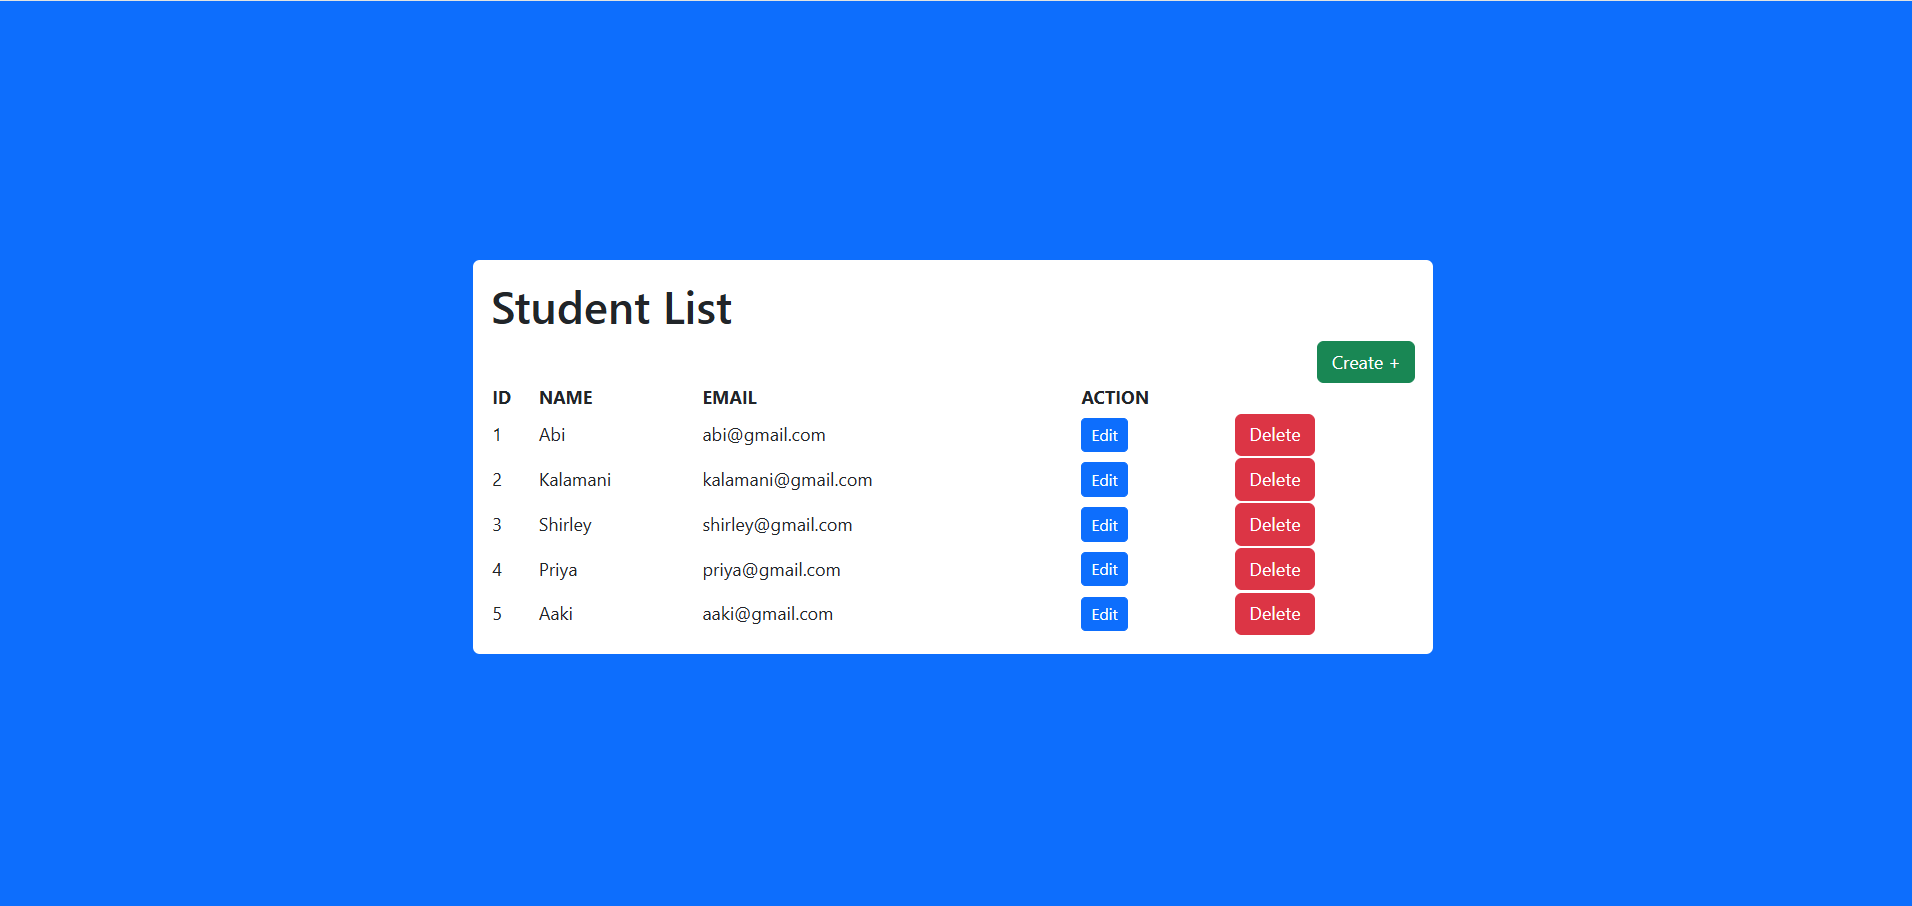 Student List
Create +
ID NAME EMAIL ACTION
1 Abi abi@gmail.com Edit Delete
2 Kalamani kalamani@gmail.com Edit Delete
3 Shirley shirley@gmail.com Edit Delete
4 Priya priya@gmail.com Edit Delete
5 Aaki aaki@gmail.com Edit Delete